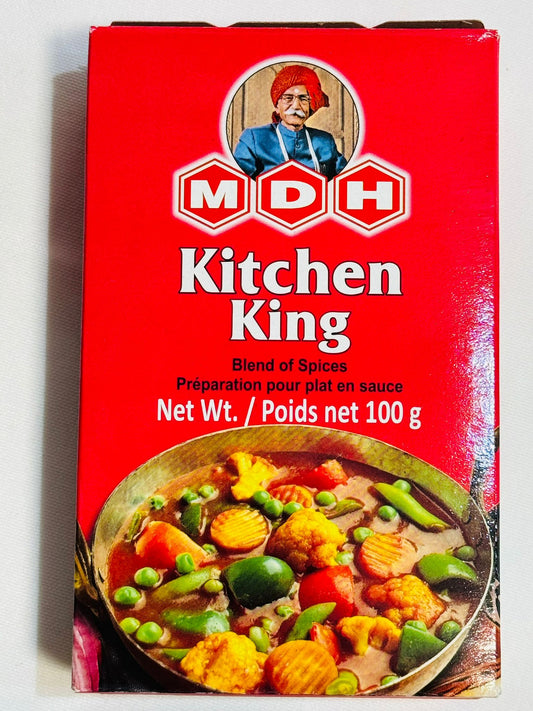 MDH
Kitchen
King
Blend of Spices
Préparation pour plat en sauce
Net Wt. / Poids net 100 g